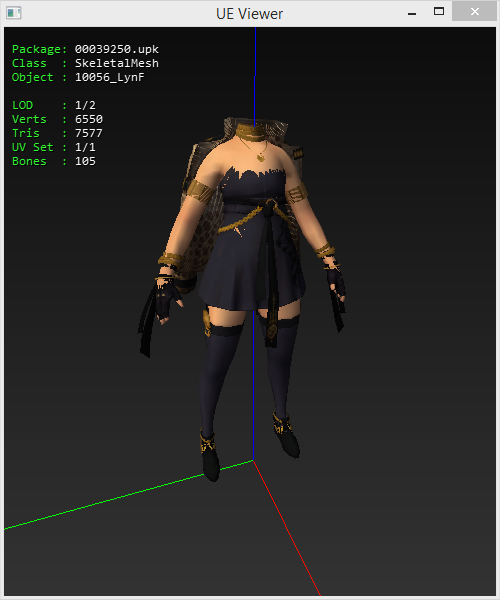 UE Viewer
Package: 00039250.upk
Class : SkeletalMesh
Object : 10056_LynF
LOD : 1/2
Verts : 6550
Tris : 7577
UV Set : 1/1
Bones : 105